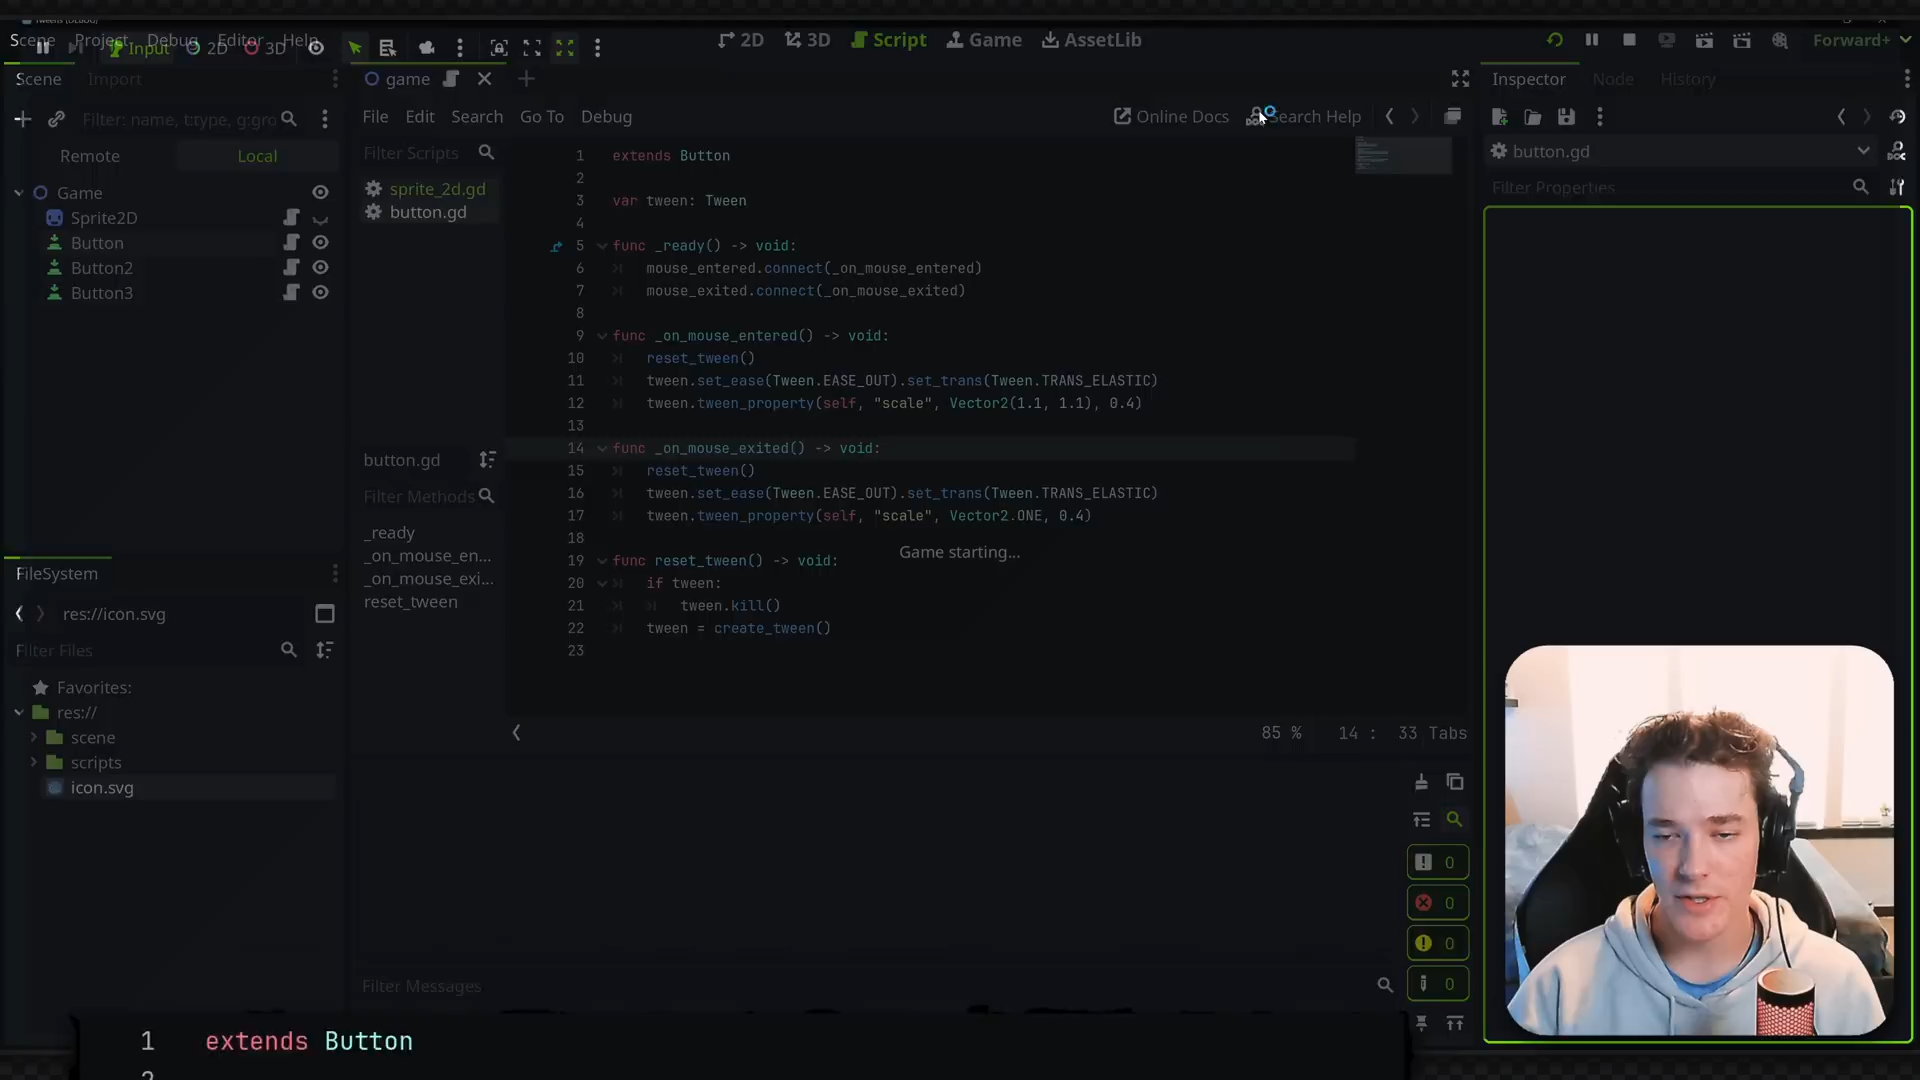 Scene Project Debug Editor Help
Input 2D 3D
2D 3D Script Game AssetLib
Forward+
Scene Import
game
Inspector Node History
Filter: name, t:type, g:gro
File Edit Search Go To Debug
Online Docs Search Help
Remote Local
Filter Scripts
button.gd
Filter Properties
Game
Sprite2D
Button
Button2
Button3
sprite_2d.gd
button.gd
button.gd
Filter Methods
_ready
_on_mouse_en...
_on_mouse_exi...
reset_tween
1 extends Button
2
3 var tween: Tween
4
5 func _ready() -> void:
6 mouse_entered.connect(_on_mouse_entered)
7 mouse_exited.connect(_on_mouse_exited)
8
9 func _on_mouse_entered() -> void:
10 reset_tween()
11 tween.set_ease(Tween.EASE_OUT).set_trans(Tween.TRANS_ELASTIC)
12 tween.tween_property(self, "scale", Vector2(1.1, 1.1), 0.4)
13
14 func _on_mouse_exited() -> void:
15 reset_tween()
16 tween.set_ease(Tween.EASE_OUT).set_trans(Tween.TRANS_ELASTIC)
17 tween.tween_property(self, "scale", Vector2.ONE, 0.4)
18
Game starting...
19 func reset_tween() -> void:
20 if tween:
21 tween.kill()
22 tween = create_tween()
23
85 % 14 : 33 Tabs
FileSystem
res://icon.svg
Filter Files
Favorites:
res://
scene
scripts
icon.svg
0
0
0
0
Filter Messages
1 extends Button